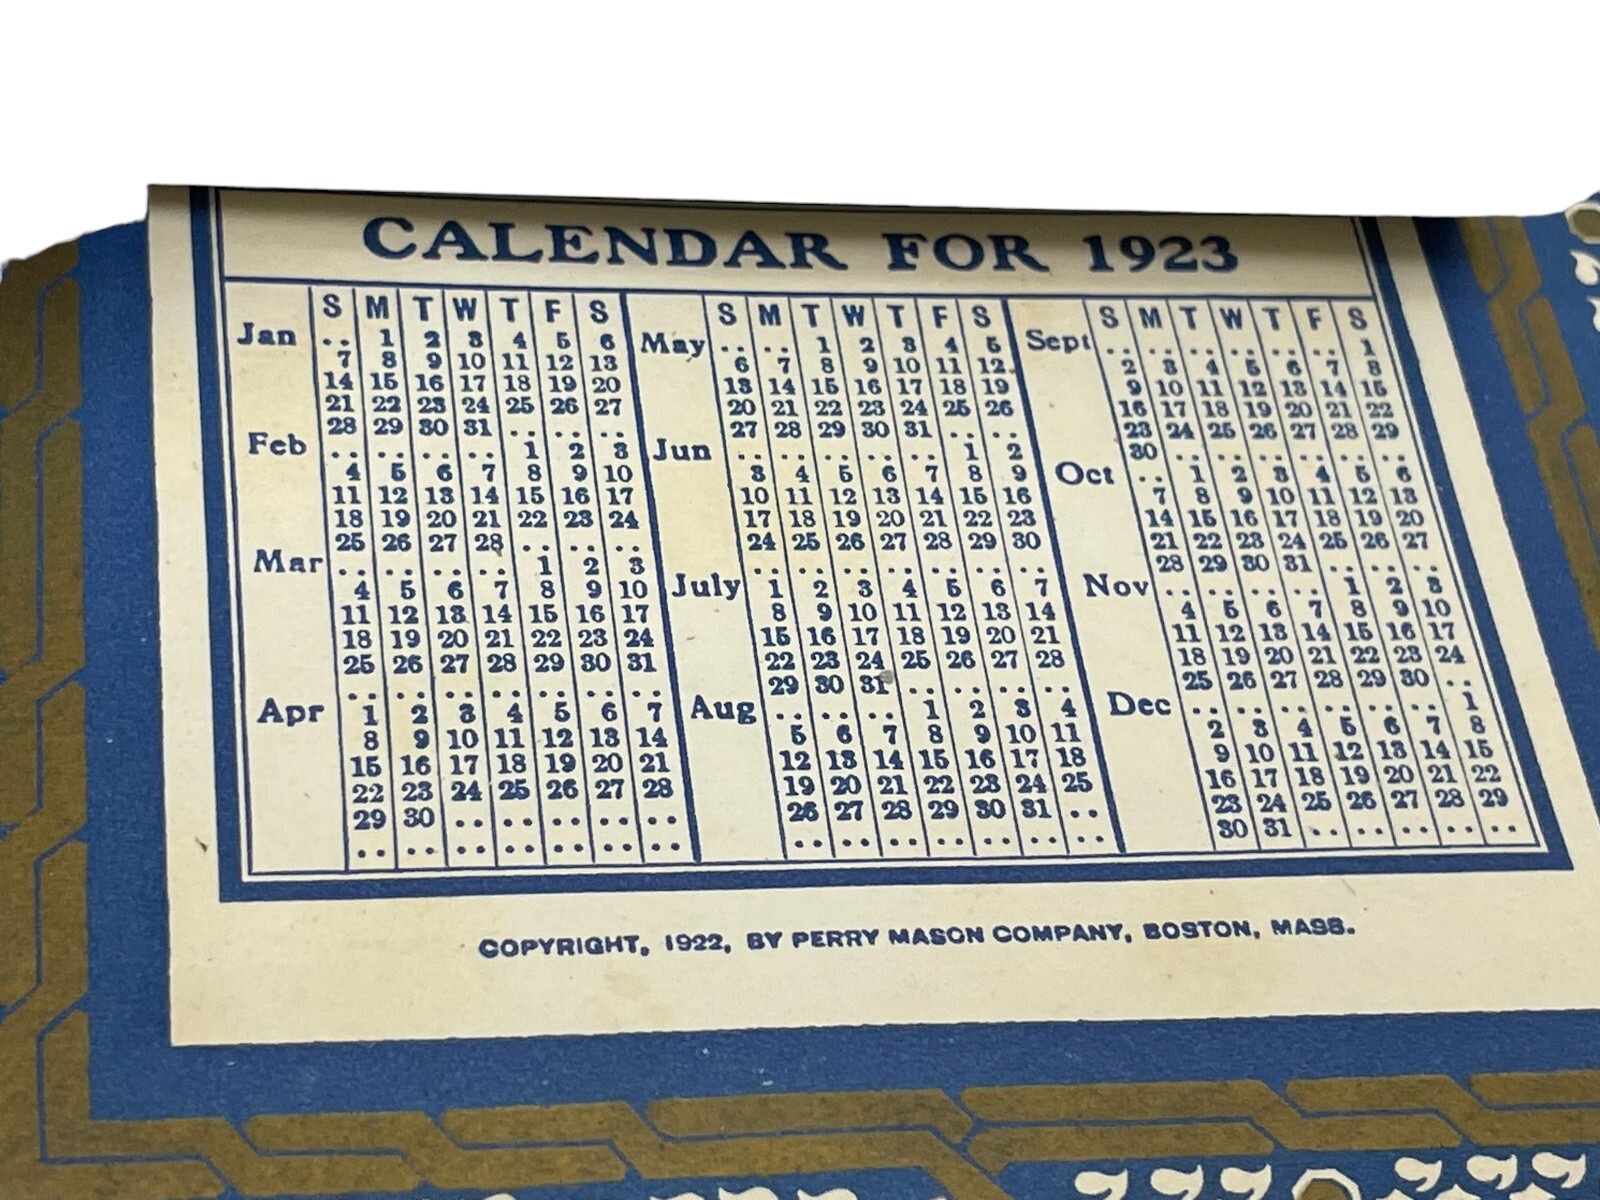 CALENDAR FOR 1923
S M T W T F S
Jan .. 1 2 3 4 5 6
7 8 9 10 11 12 13
14 15 16 17 18 19 20
21 22 23 24 25 26 27
28 29 30 31 .. .. ..
Feb .. .. .. .. 1 2 3
4 5 6 7 8 9 10
11 12 13 14 15 16 17
18 19 20 21 22 23 24
25 26 27 28 .. .. ..
Mar .. .. .. .. 1 2 3
4 5 6 7 8 9 10
11 12 13 14 15 16 17
18 19 20 21 22 23 24
25 26 27 28 29 30 31
.. .. .. .. .. .. ..
Apr 1 2 3 4 5 6 7
8 9 10 11 12 13 14
15 16 17 18 19 20 21
22 23 24 25 26 27 28
29 30 .. .. .. .. ..
.. .. .. .. .. .. ..
S M T W T F S
May .. .. 1 2 3 4 5
6 7 8 9 10 11 12
13 14 15 16 17 18 19
20 21 22 23 24 25 26
27 28 29 30 31 .. ..
Jun .. .. .. .. .. 1 2
3 4 5 6 7 8 9
10 11 12 13 14 15 16
17 18 19 20 21 22 23
24 25 26 27 28 29 30
.. .. .. .. .. .. ..
July 1 2 3 4 5 6 7
8 9 10 11 12 13 14
15 16 17 18 19 20 21
22 23 24 25 26 27 28
29 30 31 .. .. .. ..
Aug .. .. .. 1 2 3 4
5 6 7 8 9 10 11
12 13 14 15 16 17 18
19 20 21 22 23 24 25
26 27 28 29 30 31 ..
.. .. .. .. .. .. ..
S M T W T F S
Sept .. .. .. .. .. .. 1
2 3 4 5 6 7 8
9 10 11 12 13 14 15
16 17 18 19 20 21 22
23 24 25 26 27 28 29
30 .. .. .. .. .. ..
Oct .. 1 2 3 4 5 6
7 8 9 10 11 12 13
14 15 16 17 18 19 20
21 22 23 24 25 26 27
28 29 30 31 .. .. ..
Nov .. .. .. .. 1 2 3
4 5 6 7 8 9 10
11 12 13 14 15 16 17
18 19 20 21 22 23 24
25 26 27 28 29 30 ..
Dec .. .. .. .. .. .. 1
2 3 4 5 6 7 8
9 10 11 12 13 14 15
16 17 18 19 20 21 22
23 24 25 26 27 28 29
30 31 .. .. .. .. ..
COPYRIGHT, 1922, BY PERRY MASON COMPANY, BOSTON, MASS.